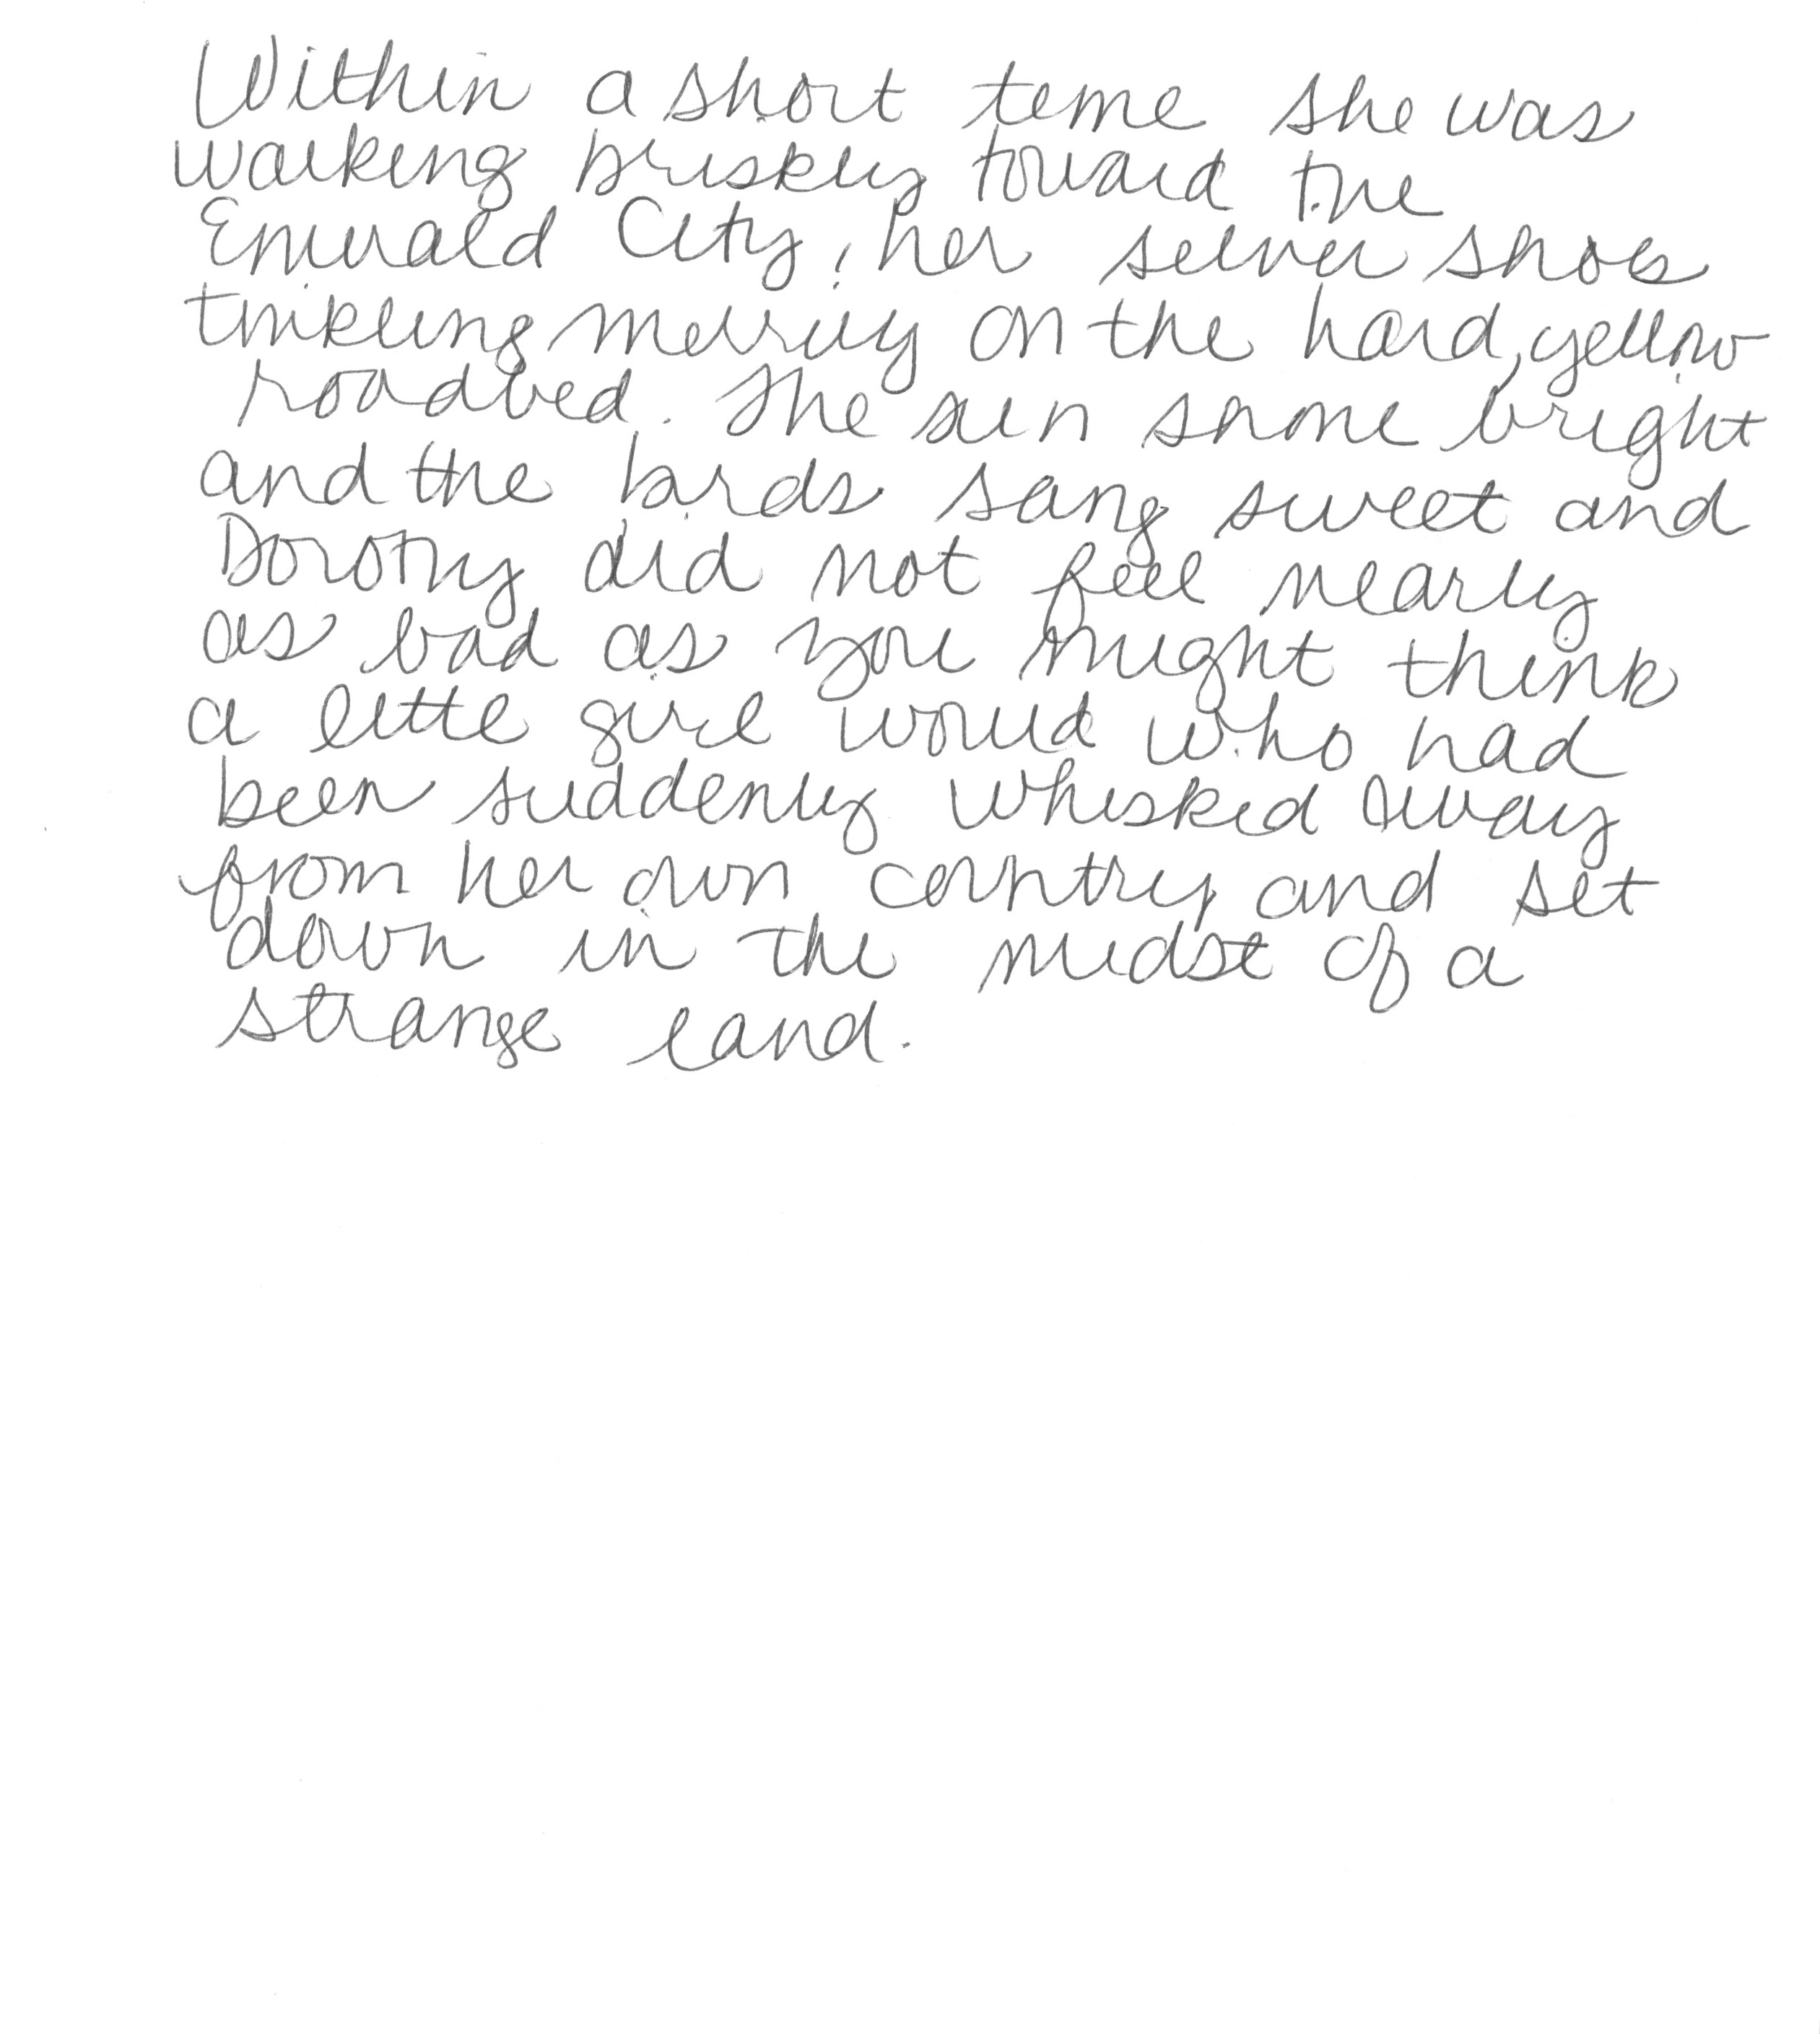 Within a short time she was
walking briskly toward the
Emerald City, her silver shoes
tinkling merrily on the hard, yellow
roadbed. The sun shone bright
and the birds sang sweet and
Dorothy did not feel nearly
as bad as you might think
a little girl would who had
been suddenly whisked away
from her own country and set
down in the midst of a
strange land.